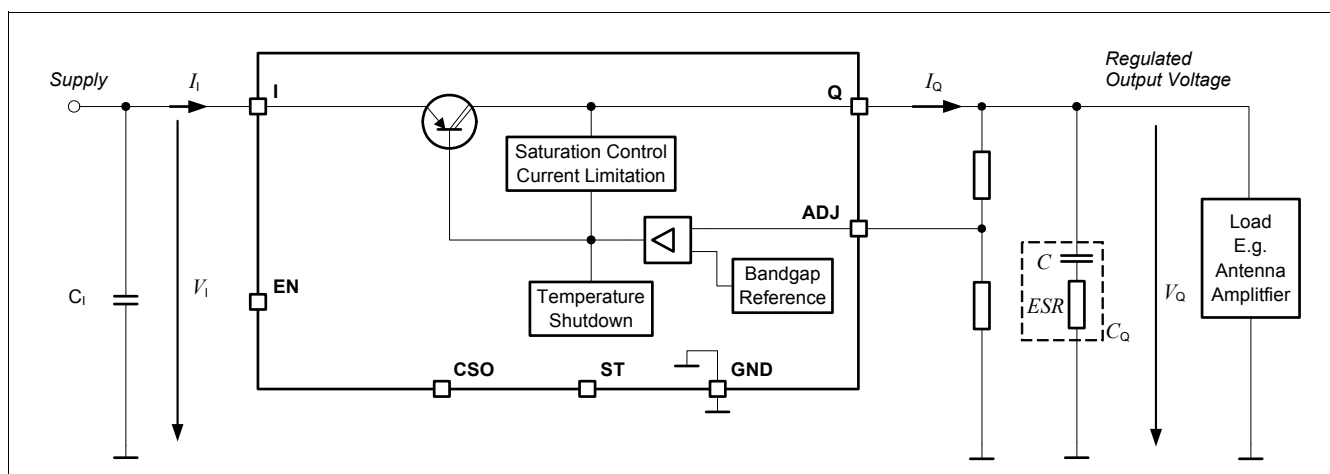 Supply
I_I
I
Q
I_Q
Regulated
Output Voltage
Saturation Control
Current Limitation
ADJ
Load
E.g.
Antenna
Amplitfier
C_I
V_I
EN
Temperature
Shutdown
Bandgap
Reference
C
ESR
C_Q
V_Q
CSO
ST
GND